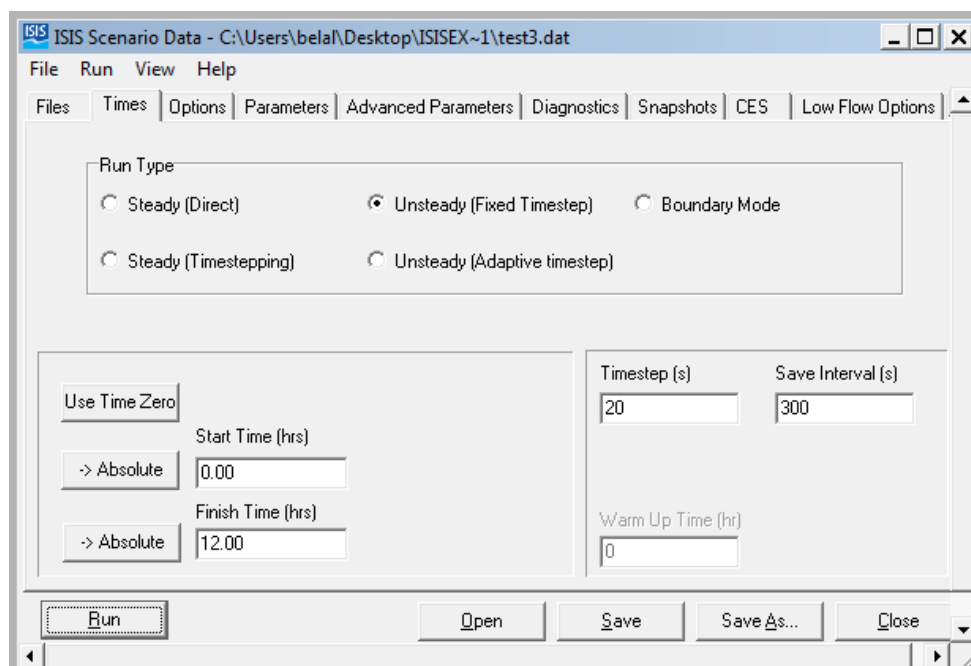 ISIS ISIS Scenario Data - C:\Users\belal\Desktop\ISISEX~1\test3.dat
File Run View Help
Files Times Options Parameters Advanced Parameters Diagnostics Snapshots CES Low Flow Options
Run Type
Steady (Direct) Unsteady (Fixed Timestep) Boundary Mode
Steady (Timestepping) Unsteady (Adaptive timestep)
Timestep (s) Save Interval (s)
Use Time Zero 20 300
Start Time (hrs)
-> Absolute 0.00
Finish Time (hrs) Warm Up Time (hr)
-> Absolute 12.00 0
Run Open Save Save As... Close